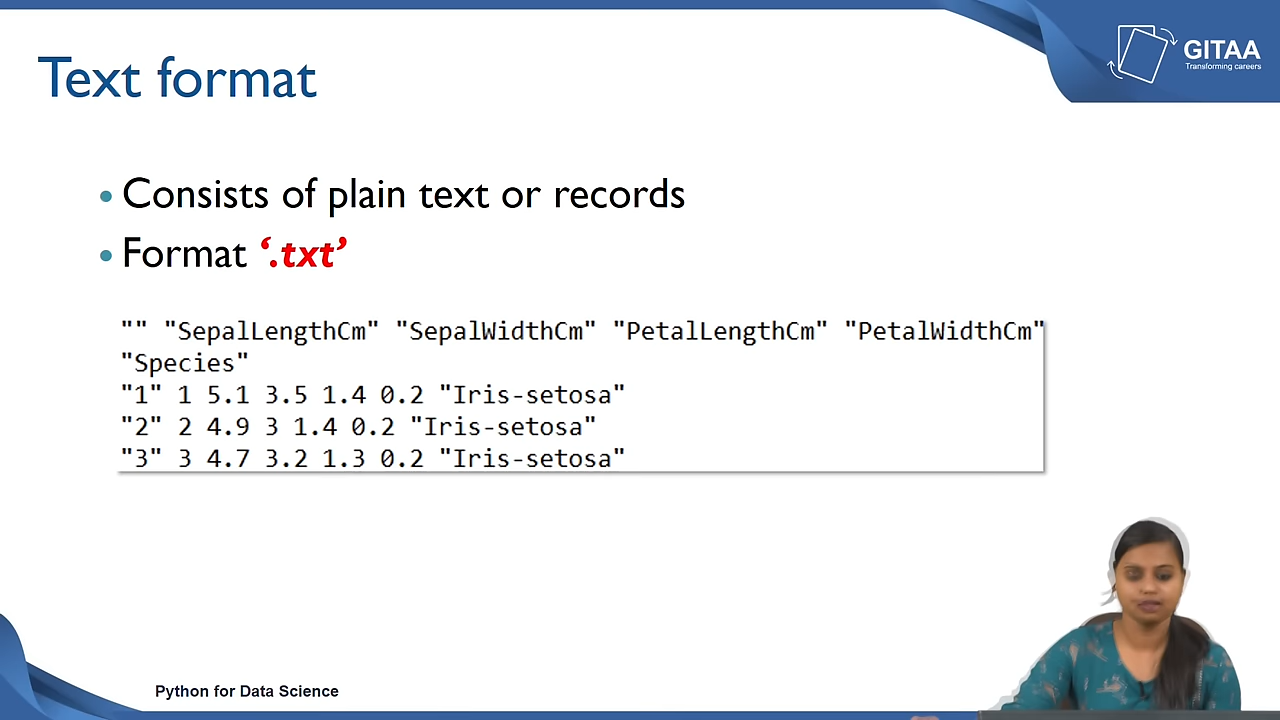 GITAA
Transforming careers
Text format
• Consists of plain text or records
• Format ‘.txt’
"" "SepalLengthCm" "SepalWidthCm" "PetalLengthCm" "PetalWidthCm"
"Species"
"1" 1 5.1 3.5 1.4 0.2 "Iris-setosa"
"2" 2 4.9 3 1.4 0.2 "Iris-setosa"
"3" 3 4.7 3.2 1.3 0.2 "Iris-setosa"
Python for Data Science